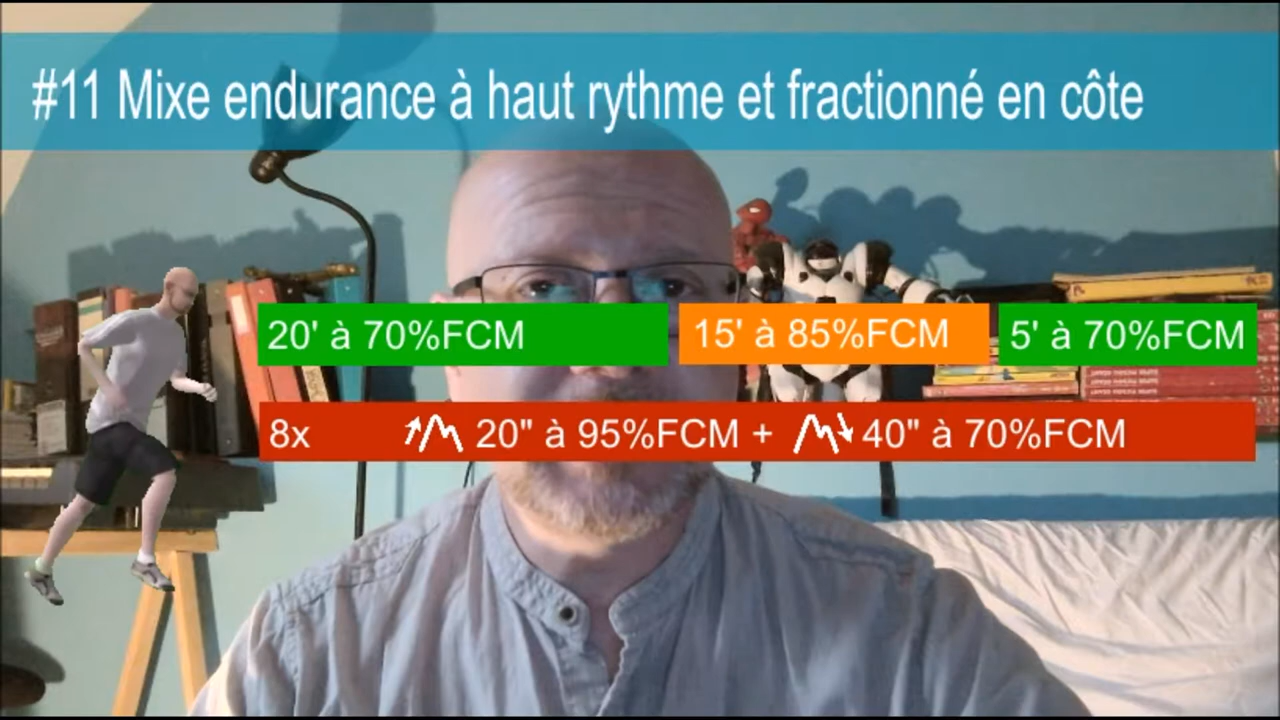 #11 Mixe endurance à haut rythme et fractionné en côte
20' à 70%FCM
15' à 85%FCM
5' à 70%FCM
8x 20" à 95%FCM + 40" à 70%FCM